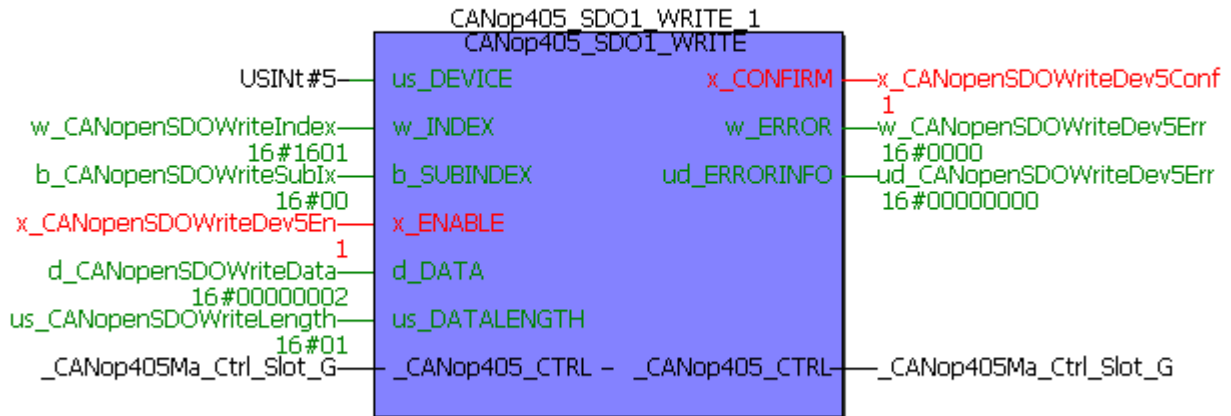 CANop405_SDO1_WRITE_1
CANop405_SDO1_WRITE
USINt#5 us_DEVICE x_CONFIRM x_CANopenSDOWriteDev5Conf
1
w_CANopenSDOWriteIndex w_INDEX w_ERROR w_CANopenSDOWriteDev5Err
16#1601 16#0000
b_CANopenSDOWriteSubIx b_SUBINDEX ud_ERRORINFO ud_CANopenSDOWriteDev5Err
16#00 16#00000000
x_CANopenSDOWriteDev5En x_ENABLE
1
d_CANopenSDOWriteData d_DATA
16#00000002
us_CANopenSDOWriteLength us_DATALENGTH
16#01
_CANop405Ma_Ctrl_Slot_G _CANop405_CTRL – _CANop405_CTRL _CANop405Ma_Ctrl_Slot_G